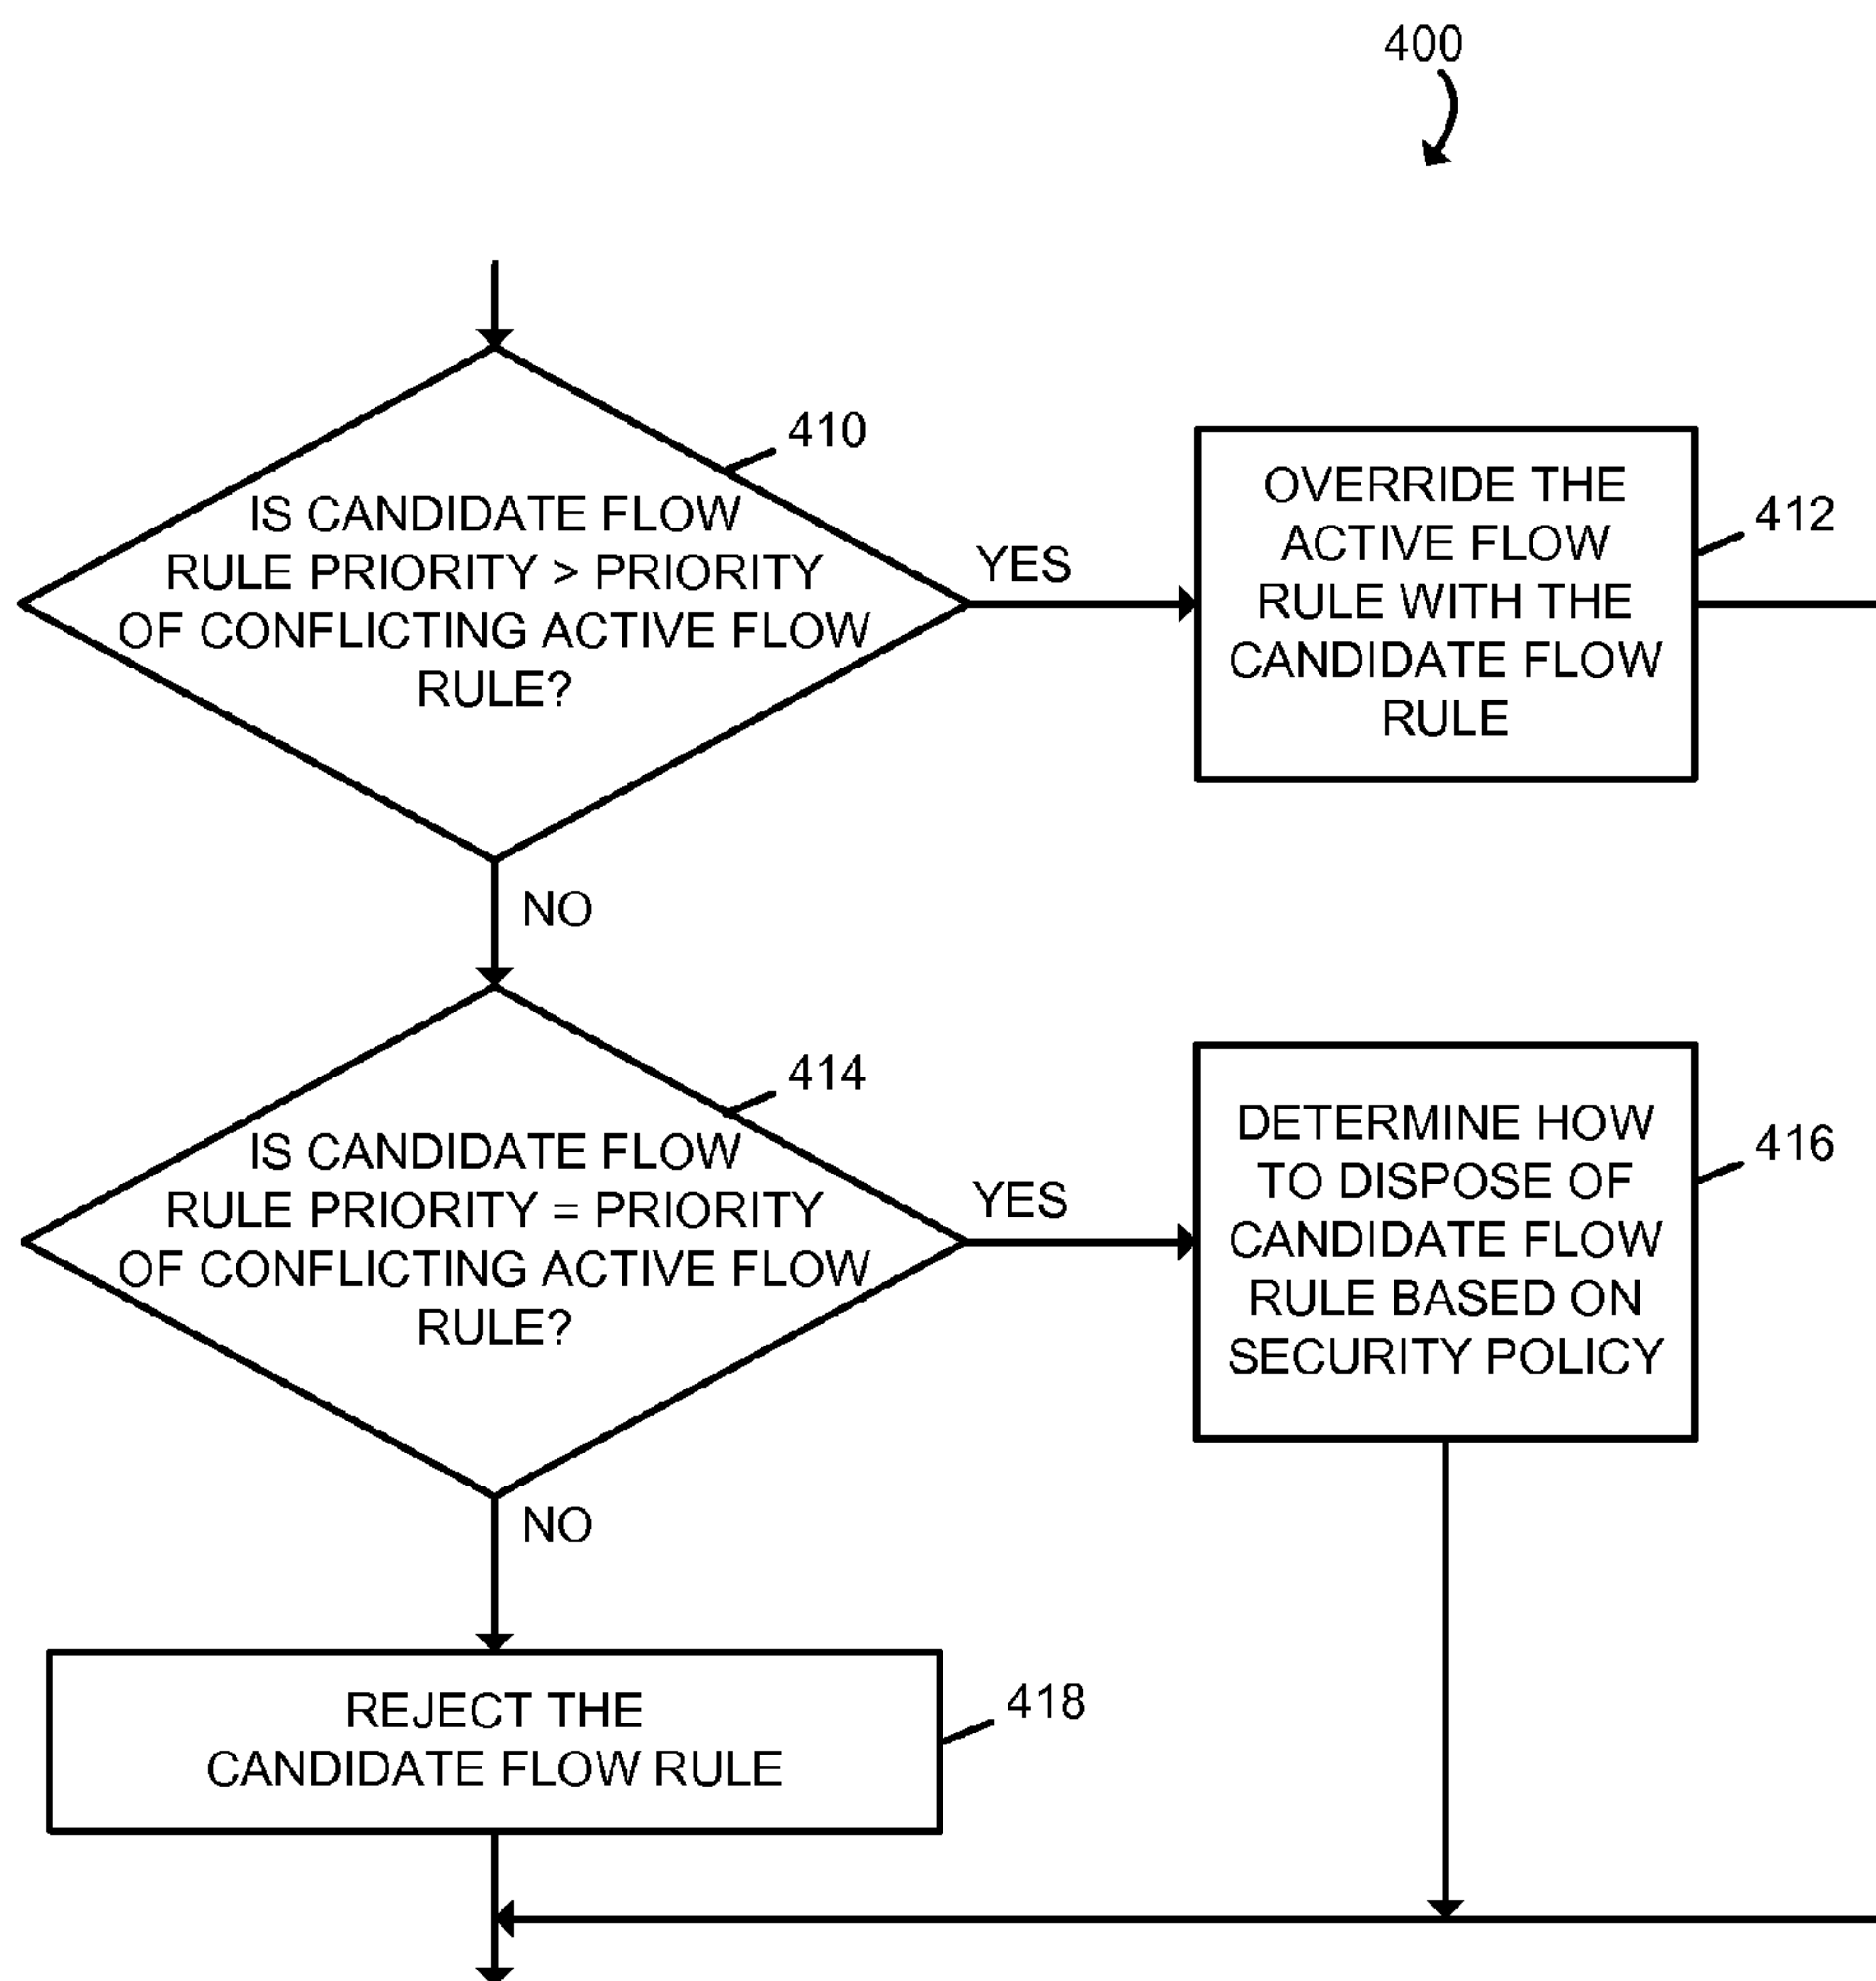 400
410
IS CANDIDATE FLOW
RULE PRIORITY > PRIORITY
OF CONFLICTING ACTIVE FLOW
RULE?
YES
OVERRIDE THE
ACTIVE FLOW
RULE WITH THE
CANDIDATE FLOW
RULE
412
NO
414
IS CANDIDATE FLOW
RULE PRIORITY = PRIORITY
OF CONFLICTING ACTIVE FLOW
RULE?
YES
DETERMINE HOW
TO DISPOSE OF
CANDIDATE FLOW
RULE BASED ON
SECURITY POLICY
416
NO
REJECT THE
CANDIDATE FLOW RULE
418